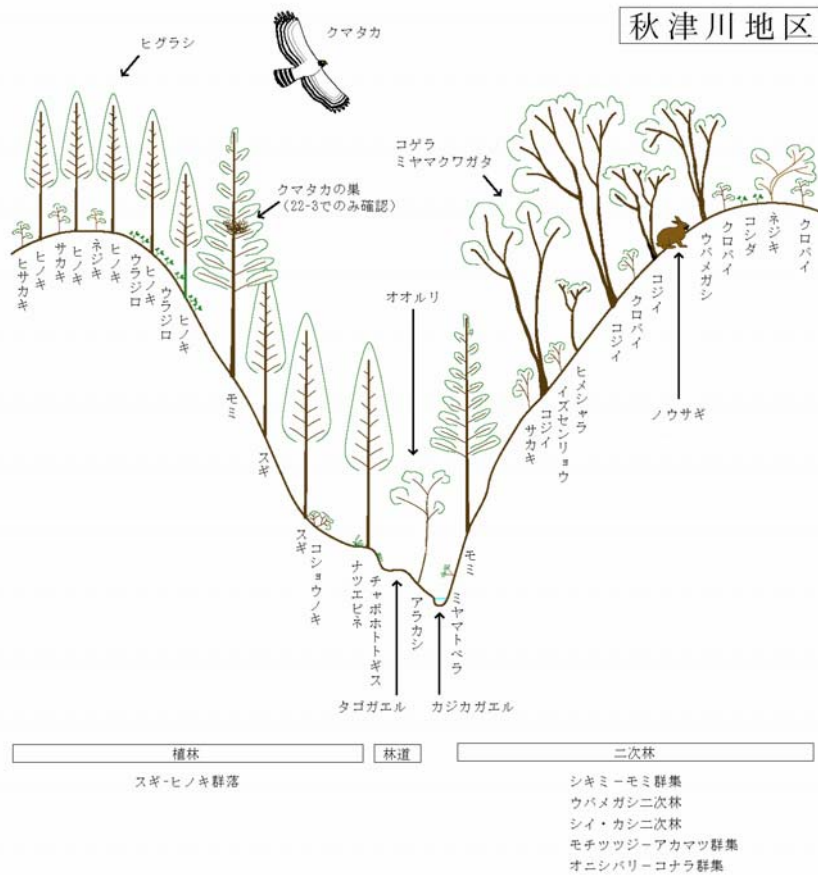 秋津川地区
ヒグラシ
クマタカ
コゲラ
ミヤマクワガタ
クマタカの巣
(22-3でのみ確認)
オオルリ
ヒサカキ
ヒノキ
サカキ
ヒノキ
ネジキ
ヒノキ
ウラジロ
ヒノキ
ウラジロ
ヒノキ
モミ
スギ
スギ
コショウノキ
ナツエビネ
チャボホトトギス
アラカシ
ミヤマトベラ
モミ
サカキ
コジイ
イズセンリョウ
ヒメシャラ
コジイ
クロバイ
コジイ
ウバメガシ
クロバイ
コシダ
ネジキ
クロバイ
ノウサギ
タゴガエル
カジカガエル
植林
林道
二次林
スギ-ヒノキ群落
シキミーモミ群集
ウバメガシ二次林
シイ・カシ二次林
モチツツジーアカマツ群集
オニシバリーコナラ群集